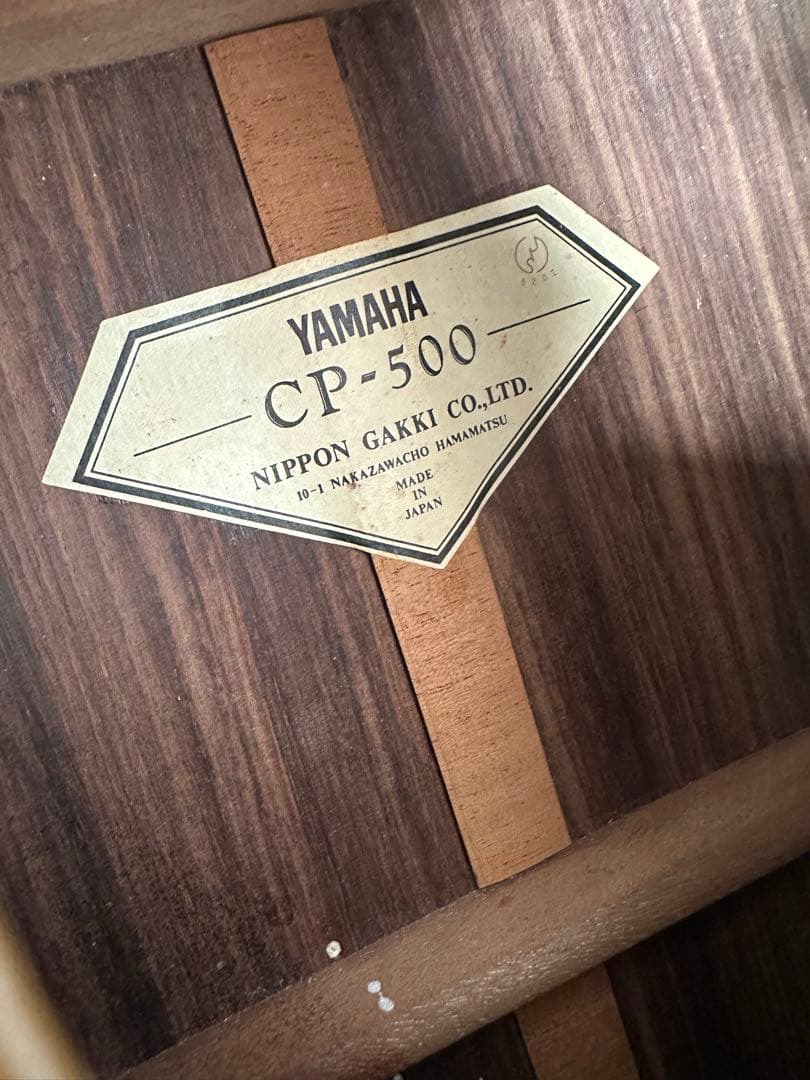 YAMAHA
CP-500
NIPPON GAKKI CO.,LTD.
10-1 NAKAZAWACHO HAMAMATSU
MADE
IN
JAPAN